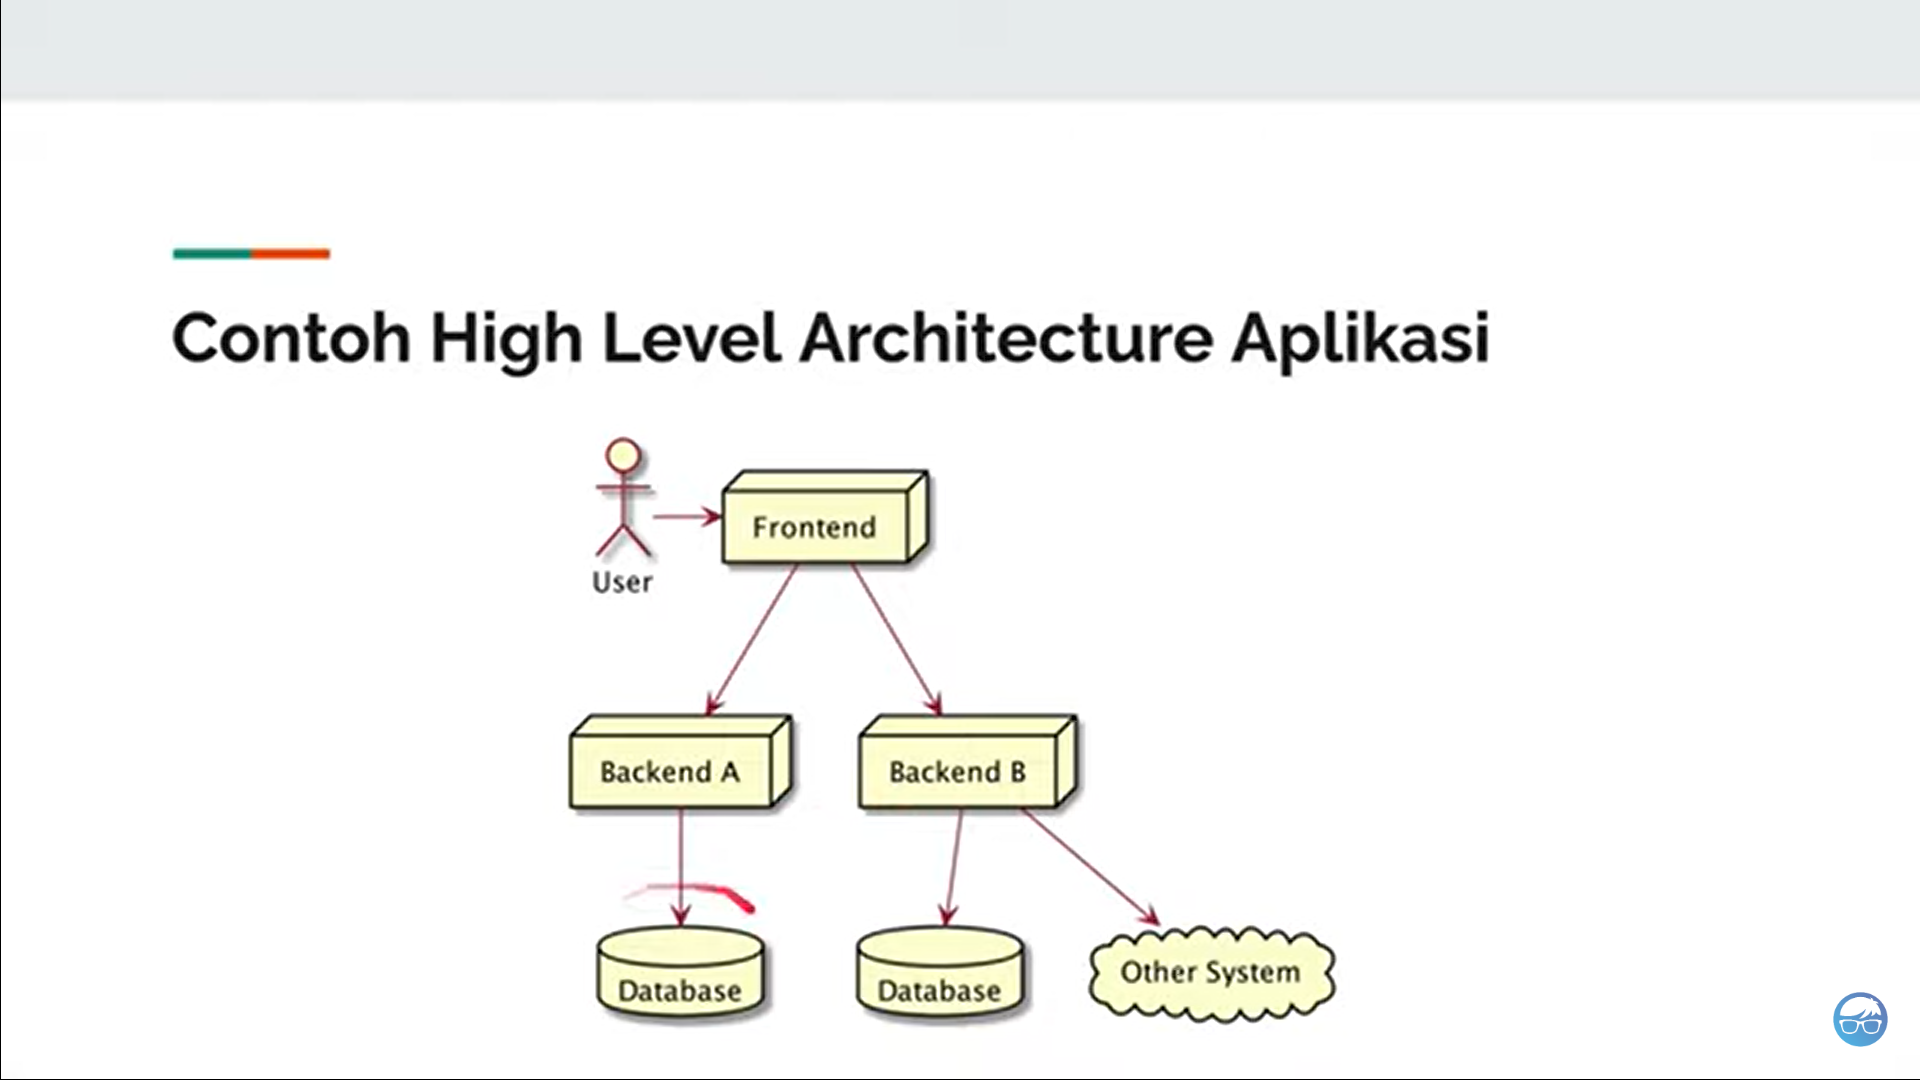 Contoh High Level Architecture Aplikasi
Frontend
User
Backend A
Backend B
Database
Database
Other System